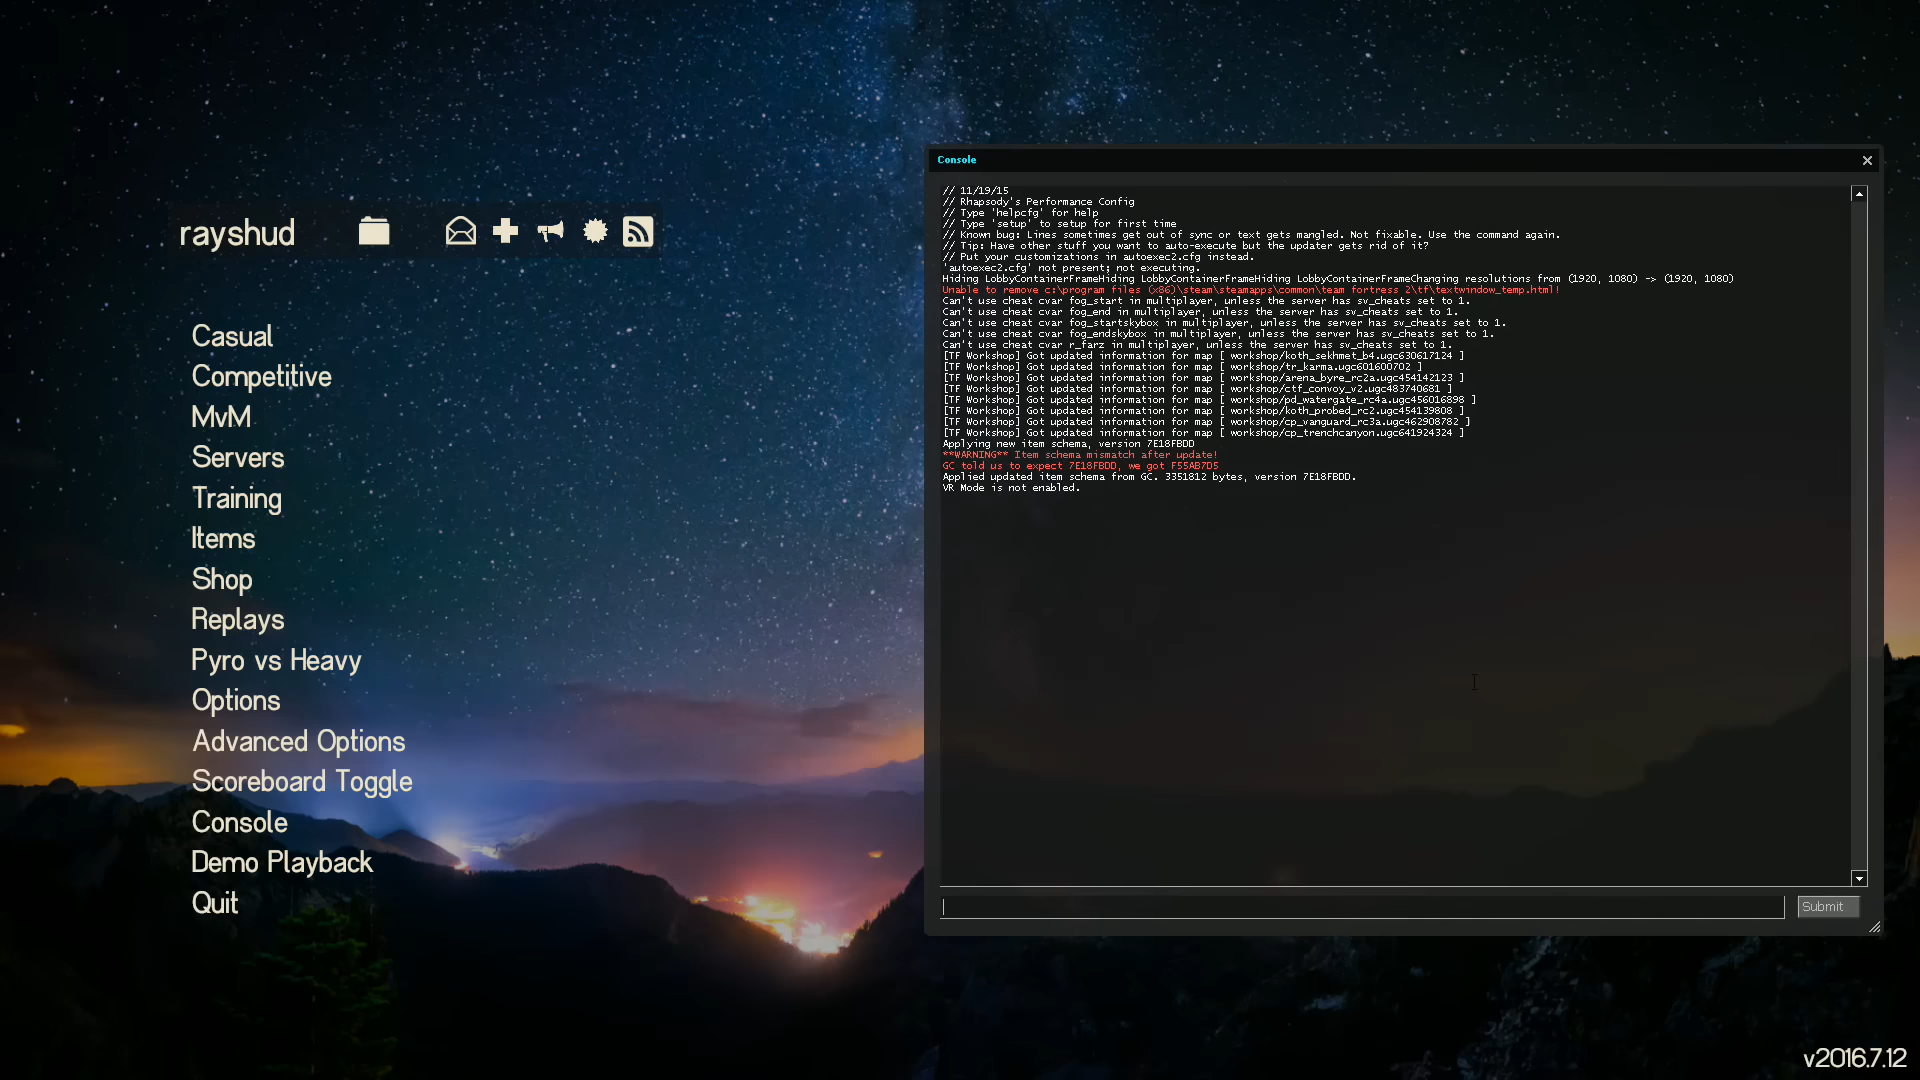 rayshud
Casual
Competitive
MvM
Servers
Training
Items
Shop
Replays
Pyro vs Heavy
Options
Advanced Options
Scoreboard Toggle
Console
Demo Playback
Quit
Console
// 11/19/15
// Rhapsody's Performance Config
// Type 'helpcfg' for help
// Type 'setup' to setup for first time
// Known bug: Lines sometimes get out of sync or text gets mangled. Not fixable. Use the command again.
// Tip: Have other stuff you want to auto-execute but the updater gets rid of it?
// Put your customizations in autoexec2.cfg instead.
'autoexec2.cfg' not present; not executing.
Hiding LobbyContainerFrameHiding LobbyContainerFrameChanging resolutions from (1920, 1080) -> (1920, 1080)
Unable to remove c:\program files (x86)\steam\steamapps\common\team fortress 2\tf\textwindow_temp.html!
Can't use cheat cvar fog_start in multiplayer, unless the server has sv_cheats set to 1.
Can't use cheat cvar fog_end in multiplayer, unless the server has sv_cheats set to 1.
Can't use cheat cvar fog_startskybox in multiplayer, unless the server has sv_cheats set to 1.
Can't use cheat cvar fog_endskybox in multiplayer, unless the server has sv_cheats set to 1.
Can't use cheat cvar r_farz in multiplayer, unless the server has sv_cheats set to 1.
[TF Workshop] Got updated information for map [ workshop/koth_sekhmet_b4.ugc630617124 ]
[TF Workshop] Got updated information for map [ workshop/tr_karma.ugc601600702 ]
[TF Workshop] Got updated information for map [ workshop/arena_byre_rc2a.ugc454142123 ]
[TF Workshop] Got updated information for map [ workshop/ctf_convoy_v2.ugc483740681 ]
[TF Workshop] Got updated information for map [ workshop/pd_watergate_rc4a.ugc456016898 ]
[TF Workshop] Got updated information for map [ workshop/koth_probed_rc2.ugc454139808 ]
[TF Workshop] Got updated information for map [ workshop/cp_vanguard_rc3a.ugc462908782 ]
[TF Workshop] Got updated information for map [ workshop/cp_trenchcanyon.ugc641924324 ]
Applying new item schema, version 7E18FBDD
**WARNING** Item schema mismatch after update!
GC told us to expect 7E18FBDD, we got F55AB7D5
Applied updated item schema from GC. 3351812 bytes, version 7E18FBDD.
VR Mode is not enabled.
Submit
v2016.7.12